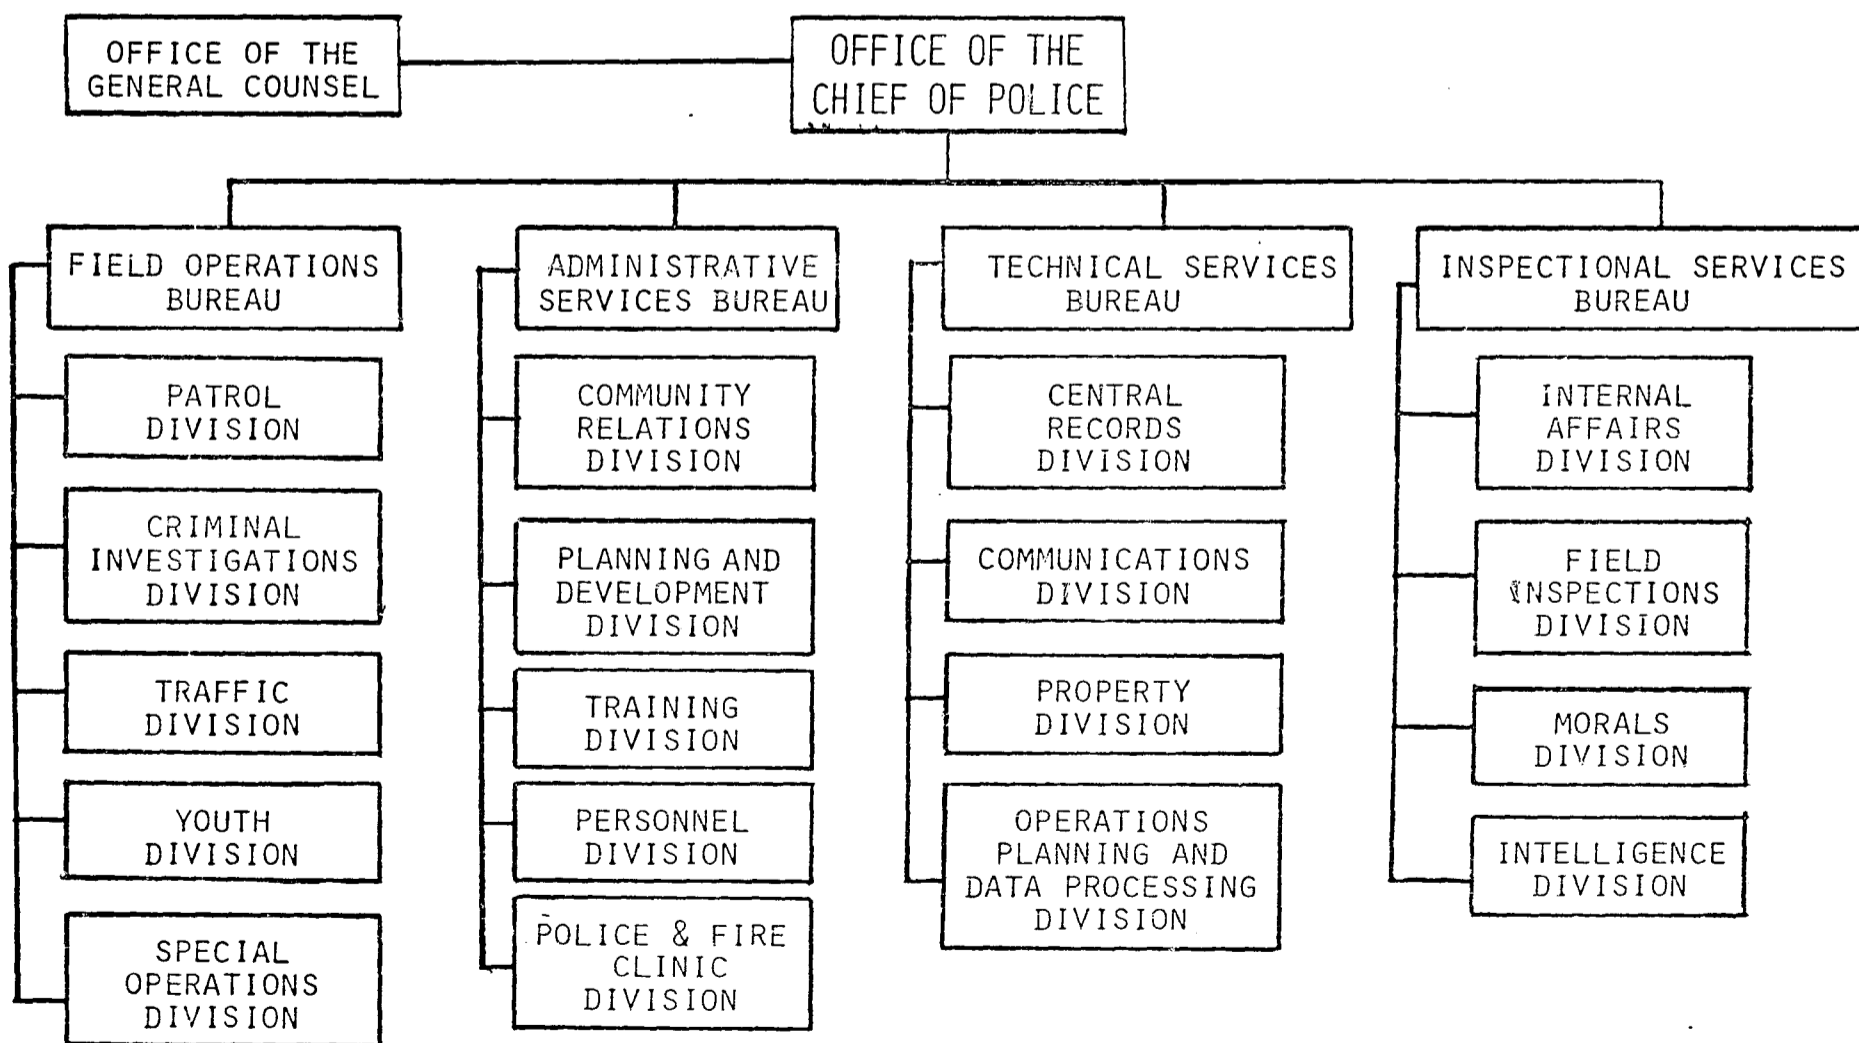 OFFICE OF THE
GENERAL COUNSEL
OFFICE OF THE
CHIEF OF POLICE
FIELD OPERATIONS
BUREAU
PATROL
DIVISION
CRIMINAL
INVESTIGATIONS
DIVISION
TRAFFIC
DIVISION
YOUTH
DIVISION
SPECIAL
OPERATIONS
DIVISION
ADMINISTRATIVE
SERVICES BUREAU
COMMUNITY
RELATIONS
DIVISION
PLANNING AND
DEVELOPMENT
DIVISION
TRAINING
DIVISION
PERSONNEL
DIVISION
POLICE & FIRE
CLINIC
DIVISION
TECHNICAL SERVICES
BUREAU
CENTRAL
RECORDS
DIVISION
COMMUNICATIONS
DIVISION
PROPERTY
DIVISION
OPERATIONS
PLANNING AND
DATA PROCESSING
DIVISION
INSPECTIONAL SERVICES
BUREAU
INTERNAL
AFFAIRS
DIVISION
FIELD
INSPECTIONS
DIVISION
MORALS
DIVISION
INTELLIGENCE
DIVISION